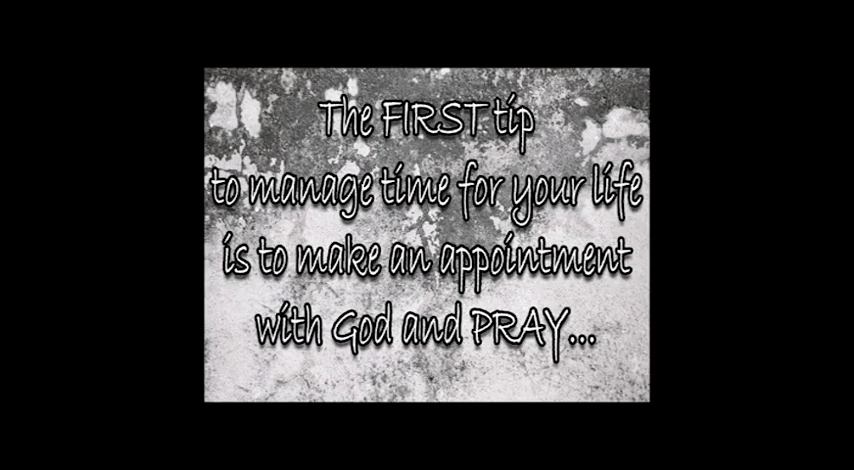 The FIRST tip
to manage time for your life
is to make an appointment
with God and PRAY...